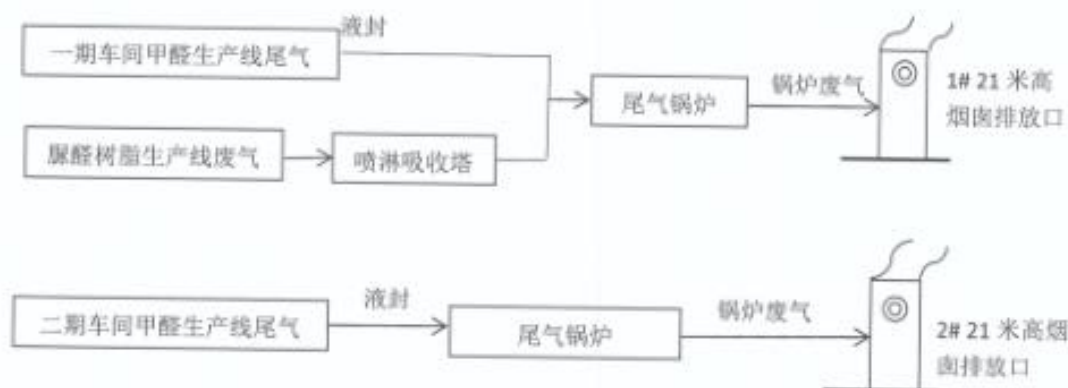 液封
一期车间甲醛生产线尾气
尾气锅炉
锅炉废气
1# 21 米高
烟囱排放口
脲醛树脂生产线废气
喷淋吸收塔
二期车间甲醛生产线尾气
液封
尾气锅炉
锅炉废气
2# 21 米高烟
囱排放口